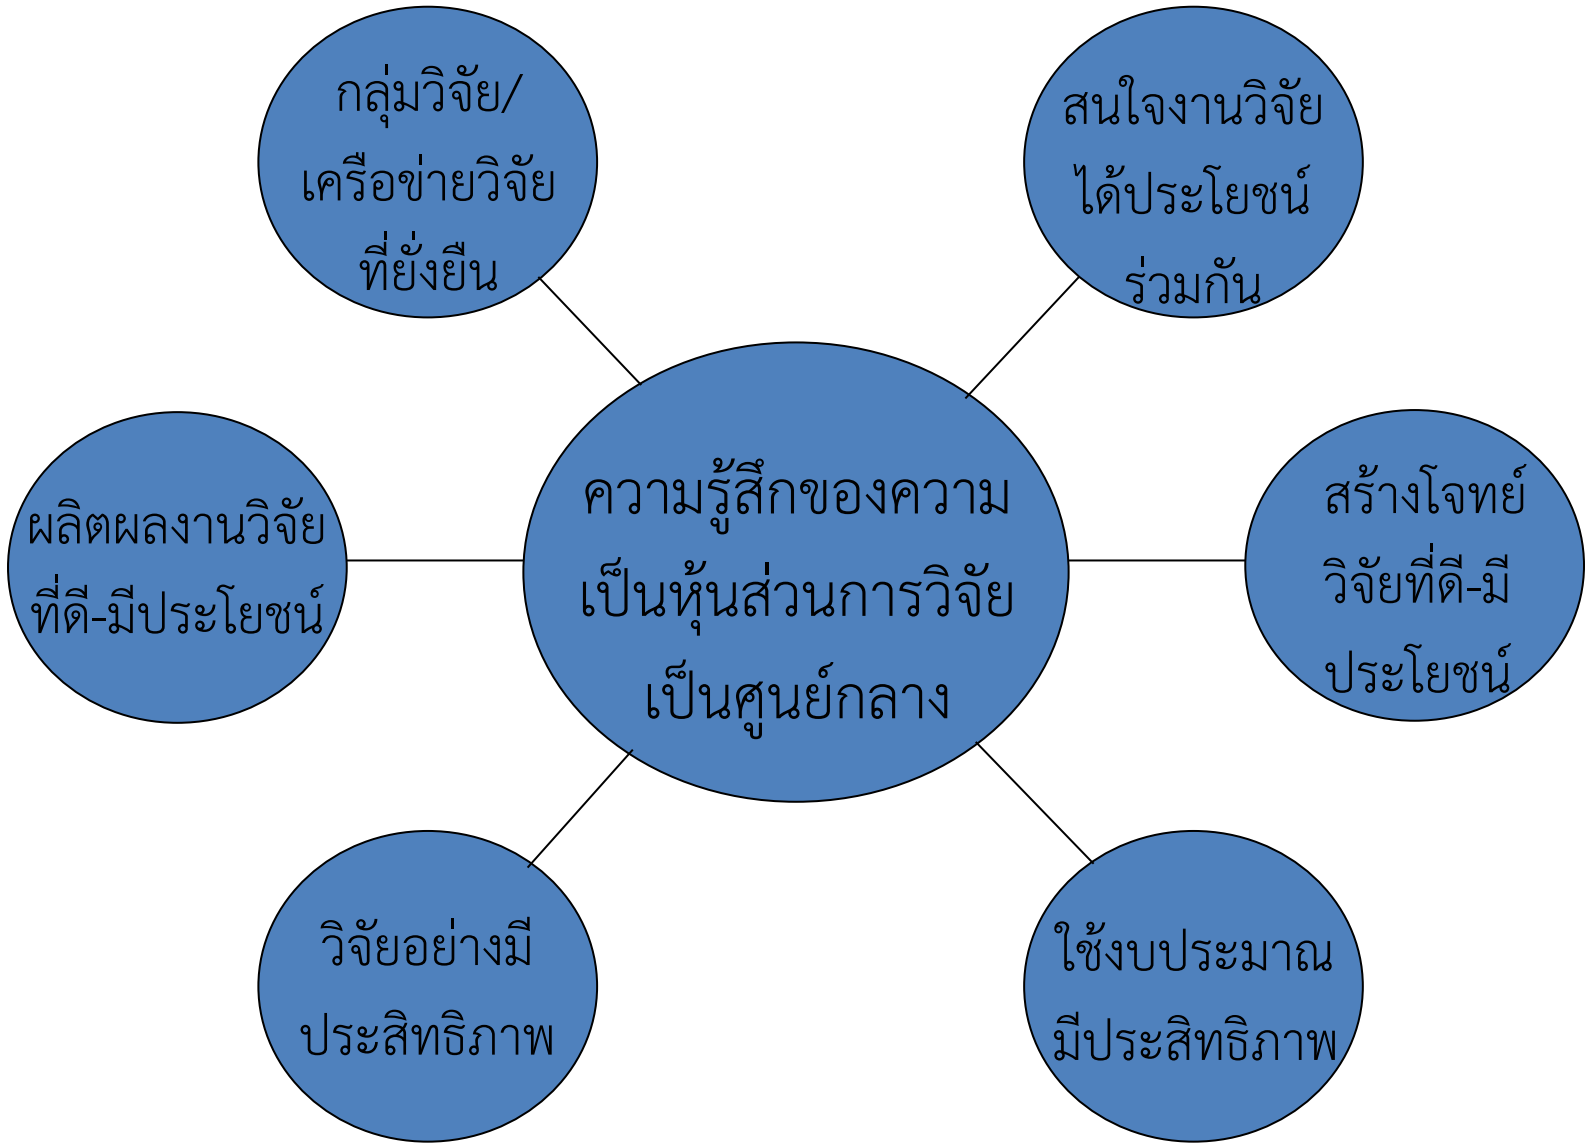 กลุ่มวิจัย/
เครือข่ายวิจัย
ที่ยั่งยืน
สนใจงานวิจัย
ได้ประโยชน์
ร่วมกัน
ผลิตผลงานวิจัย
ที่ดี-มีประโยชน์
ความรู้สึกของความ
เป็นหุ้นส่วนการวิจัย
เป็นศูนย์กลาง
สร้างโจทย์
วิจัยที่ดี-มี
ประโยชน์
วิจัยอย่างมี
ประสิทธิภาพ
ใช้งบประมาณ
มีประสิทธิภาพ